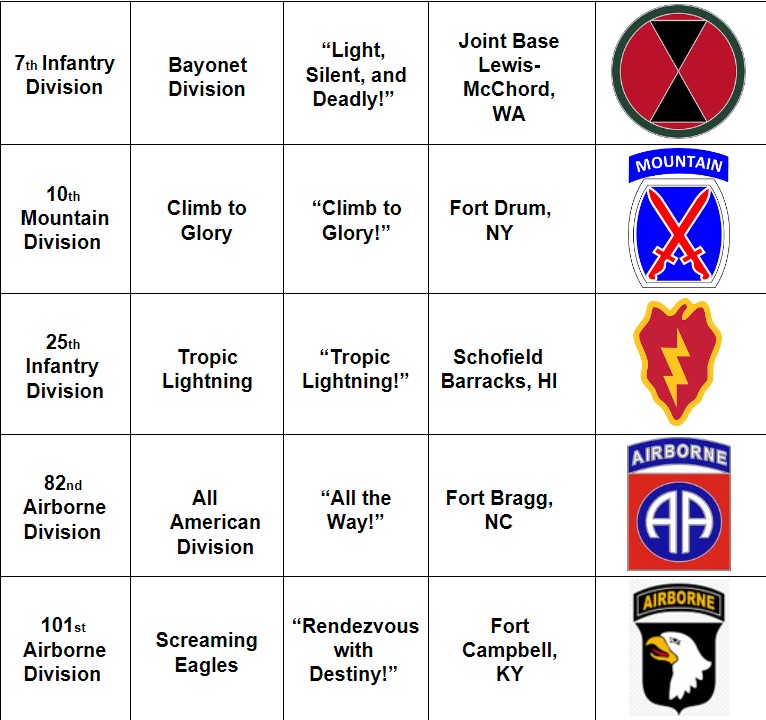 7th Infantry
Division
Bayonet
Division
“Light,
Silent, and
Deadly!”
Joint Base
Lewis-
McChord,
WA
10th
Mountain
Division
Climb to
Glory
“Climb to
Glory!”
Fort Drum,
NY
MOUNTAIN
25th
Infantry
Division
Tropic
Lightning
“Tropic
Lightning!”
Schofield
Barracks, HI
82nd
Airborne
Division
All
American
Division
“All the
Way!”
Fort Bragg,
NC
AIRBORNE
AA
101st
Airborne
Division
Screaming
Eagles
“Rendezvous
with
Destiny!”
Fort
Campbell,
KY
AIRBORNE